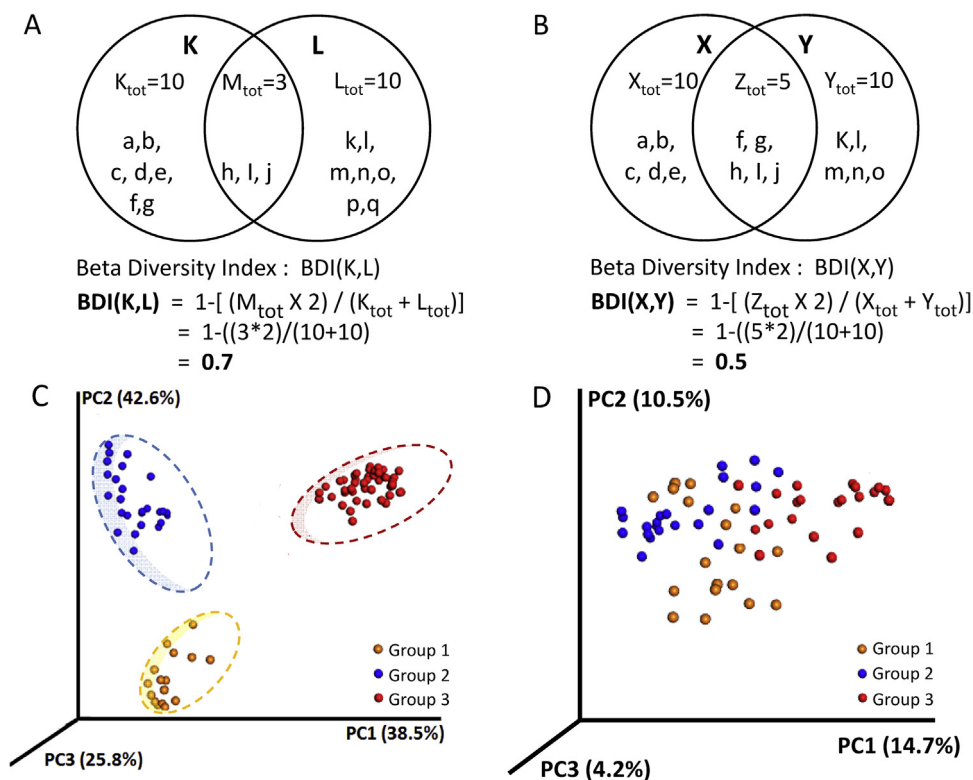 A
K
L
Ktot=10
Mtot=3
Ltot=10
a,b,
c, d,e,
f,g
h, I, j
k,l,
m,n,o,
p,q
Beta Diversity Index : BDI(K,L)
BDI(K,L) = 1-[ (Mtot X 2) / (Ktot + Ltot)]
= 1-((3*2)/(10+10)
= 0.7
B
X
Y
Xtot=10
Ztot=5
Ytot=10
a,b,
c, d,e,
f, g,
h, I, j
K,l,
m,n,o
Beta Diversity Index : BDI(X,Y)
BDI(X,Y) = 1-[ (Ztot X 2) / (Xtot + Ytot)]
= 1-((5*2)/(10+10)
= 0.5
C
PC2 (42.6%)
Group 1
Group 2
Group 3
PC1 (38.5%)
PC3 (25.8%)
D
PC2 (10.5%)
Group 1
Group 2
Group 3
PC1 (14.7%)
PC3 (4.2%)